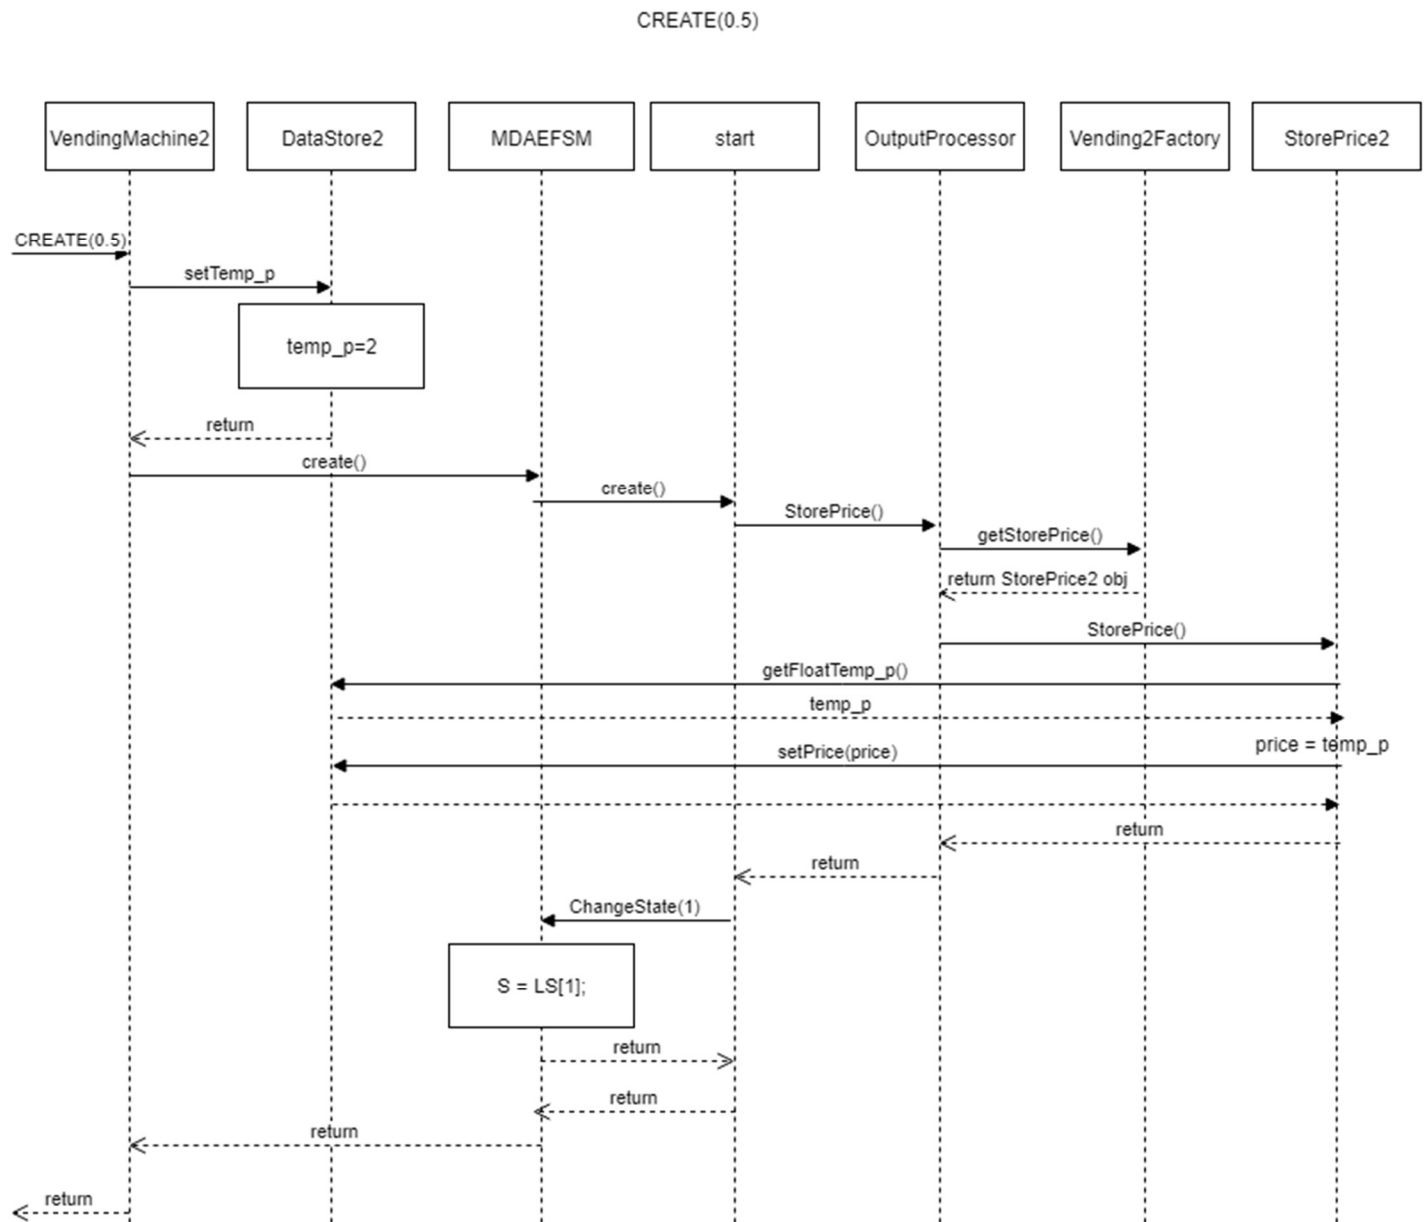 CREATE(0.5)
VendingMachine2
DataStore2
MDAEFSM
start
OutputProcessor
Vending2Factory
StorePrice2
CREATE(0.5)
setTemp_p
temp_p=2
return
create()
create()
StorePrice()
getStorePrice()
return StorePrice2 obj
StorePrice()
getFloatTemp_p()
temp_p
price = temp_p
setPrice(price)
return
return
ChangeState(1)
S = LS[1];
return
return
return
return